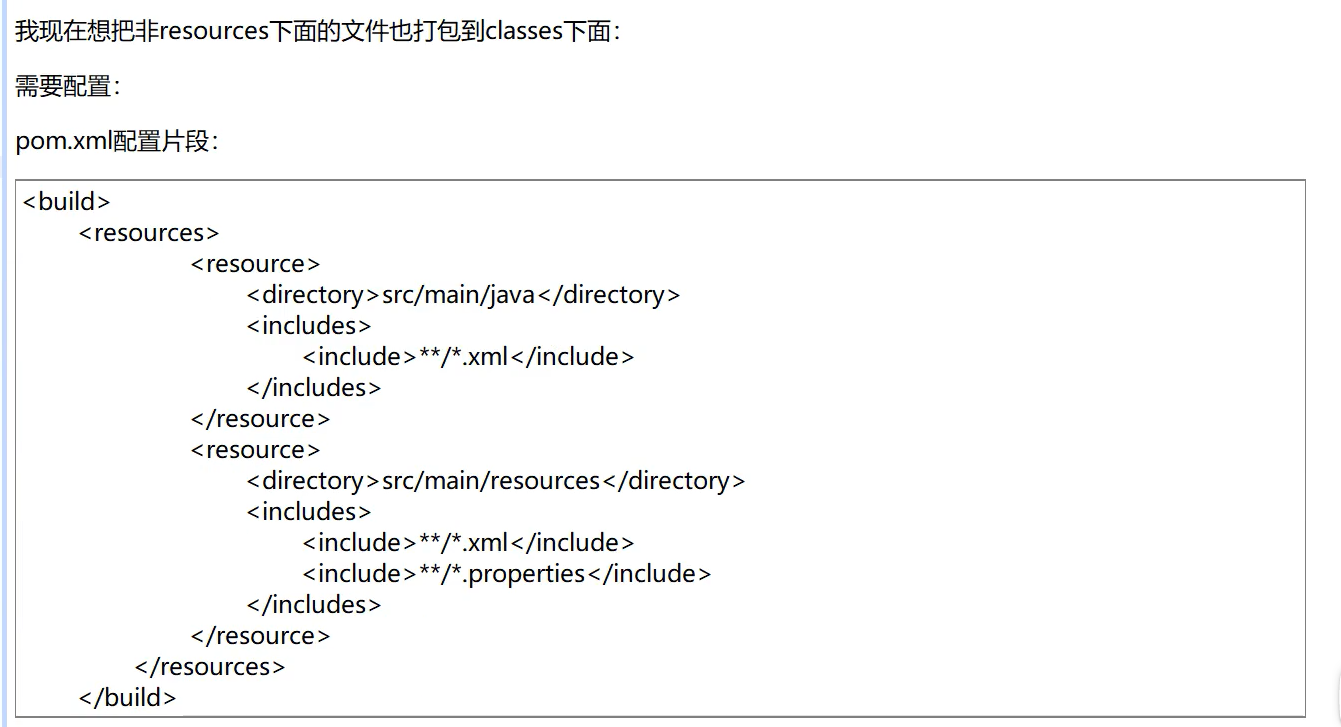 我现在想把非resources下面的文件也打包到classes下面：
需要配置：
pom.xml配置片段：
<build>
<resources>
<resource>
<directory>src/main/java</directory>
<includes>
<include>**/*.xml</include>
</includes>
</resource>
<resource>
<directory>src/main/resources</directory>
<includes>
<include>**/*.xml</include>
<include>**/*.properties</include>
</includes>
</resource>
</resources>
</build>